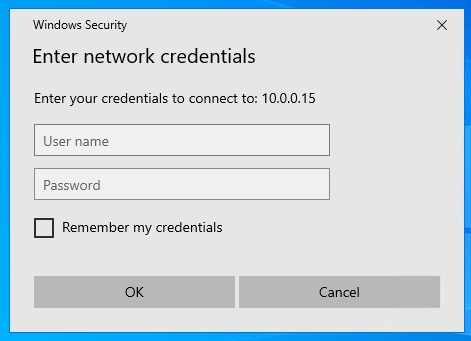 Windows Security
Enter network credentials
Enter your credentials to connect to: 10.0.0.15
User name
Password
Remember my credentials
OK
Cancel